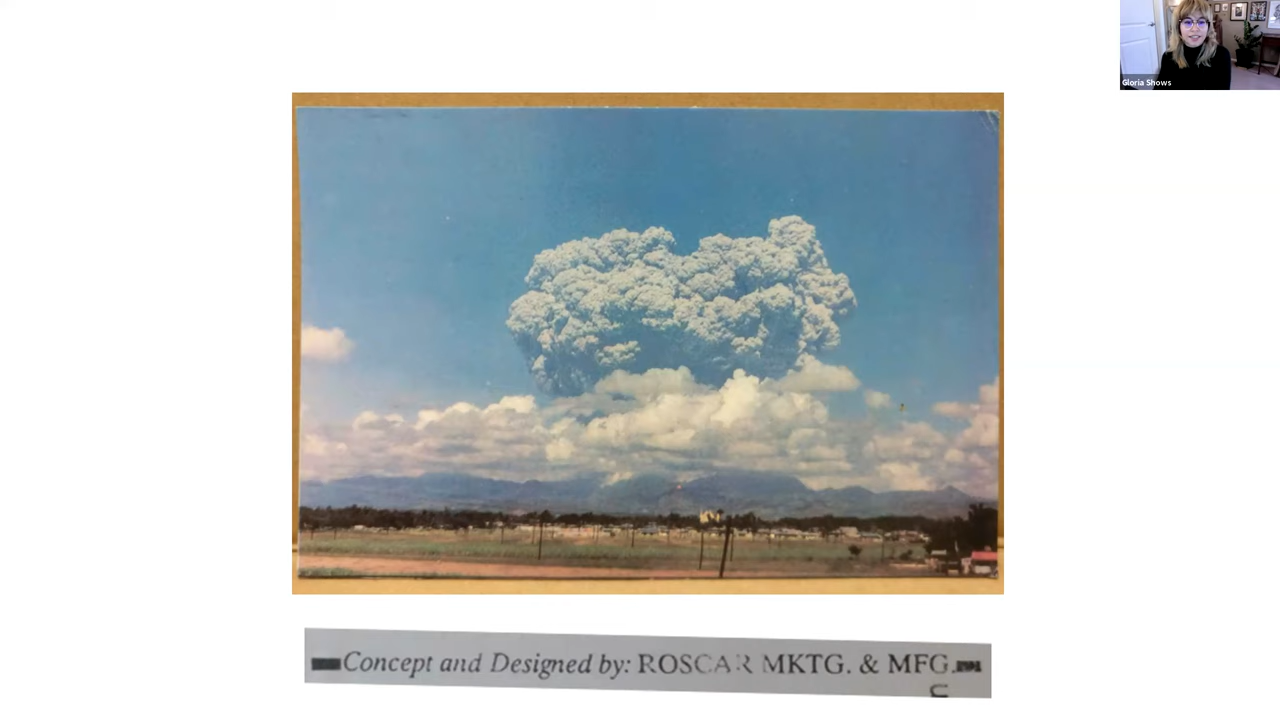 Gloria Shows
Concept and Designed by: ROSCAR MKTG. & MFG.